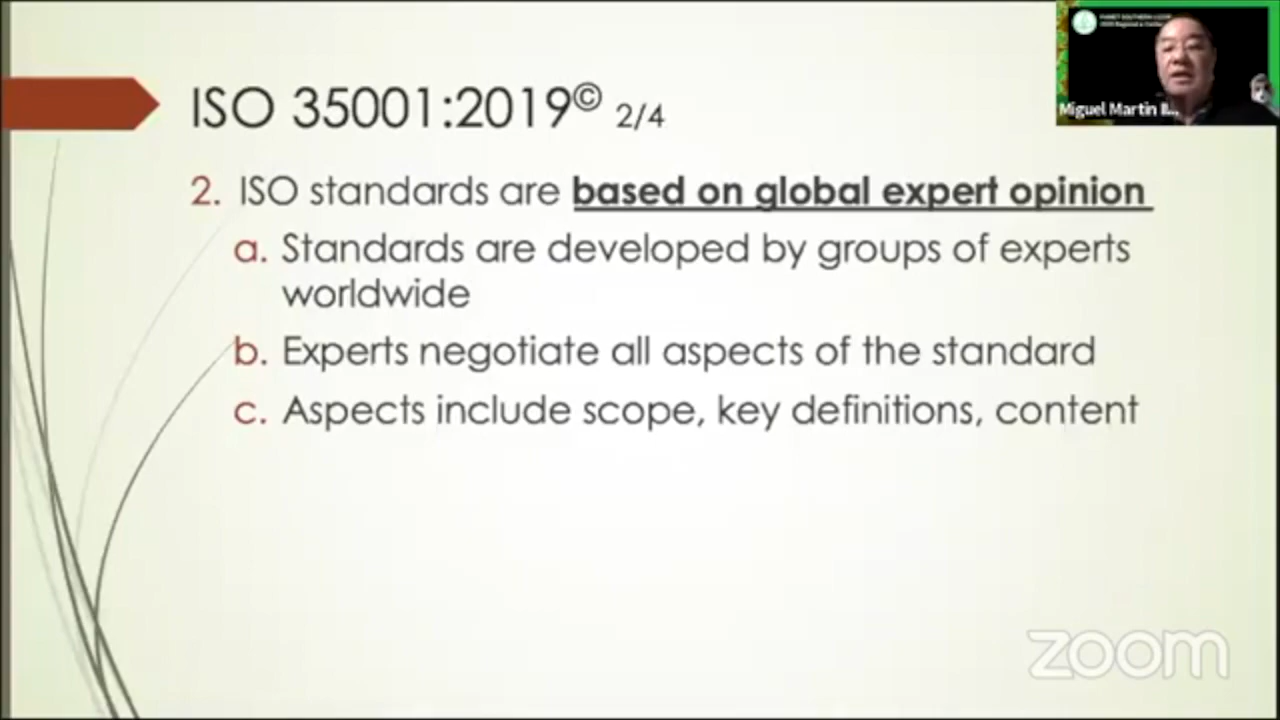 ISO 35001:2019© 2/4
2. ISO standards are based on global expert opinion
a. Standards are developed by groups of experts
worldwide
b. Experts negotiate all aspects of the standard
c. Aspects include scope, key definitions, content
Miguel Martin II...
zoom